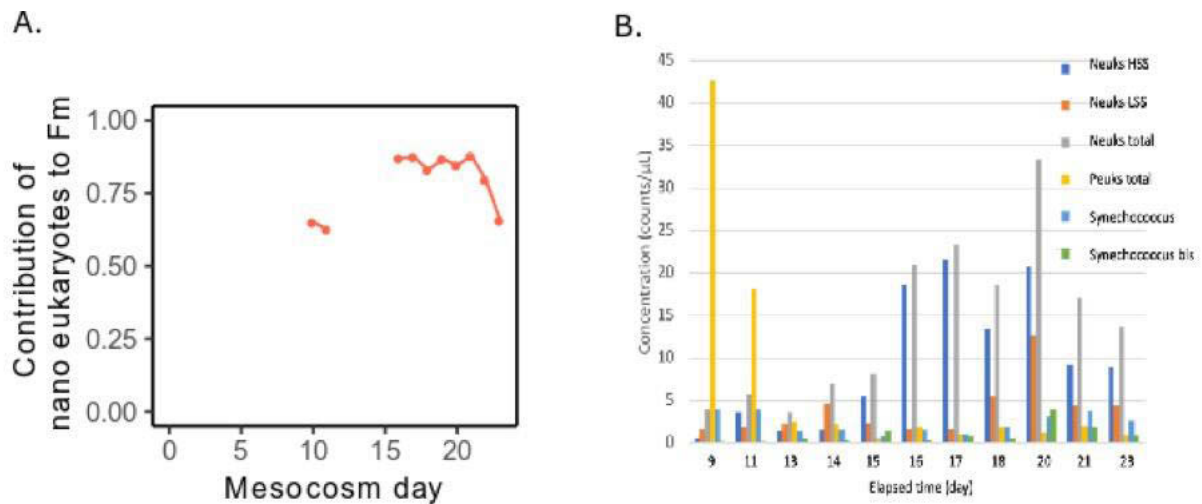 A.
Contribution of
nano eukaryotes to Fm
1.00
0.75
0.50
0.25
0.00
0
5
10
15
20
Mesocosm day
B.
Concentration (counts/µL)
45
40
35
30
25
20
15
10
5
0
9
11
13
14
15
16
17
18
20
21
23
Elapsed time (day)
Neuks HSS
Neuks LSS
Neuks total
Peuks total
Synechococcus
Synechococcus bis